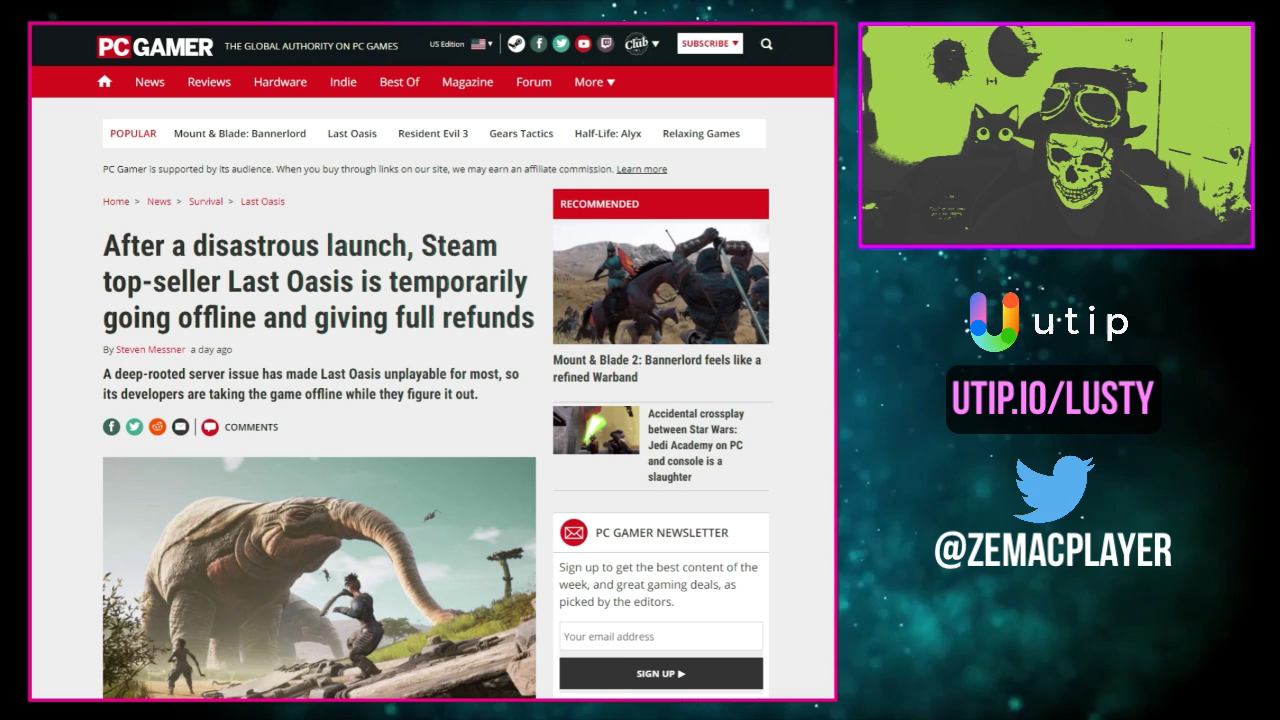 PC GAMER
THE GLOBAL AUTHORITY ON PC GAMES
US Edition
Club
SUBSCRIBE
News
Reviews
Hardware
Indie
Best Of
Magazine
Forum
More
POPULAR
Mount & Blade: Bannerlord
Last Oasis
Resident Evil 3
Gears Tactics
Half-Life: Alyx
Relaxing Games
PC Gamer is supported by its audience. When you buy through links on our site, we may earn an affiliate commission. Learn more
Home > News > Survival > Last Oasis
After a disastrous launch, Steam
top-seller Last Oasis is temporarily
going offline and giving full refunds
By Steven Messner a day ago
A deep-rooted server issue has made Last Oasis unplayable for most, so
its developers are taking the game offline while they figure it out.
COMMENTS
RECOMMENDED
Mount & Blade 2: Bannerlord feels like a
refined Warband
Accidental crossplay
between Star Wars:
Jedi Academy on PC
and console is a
slaughter
PC GAMER NEWSLETTER
Sign up to get the best content of the
week, and great gaming deals, as
picked by the editors.
Your email address
SIGN UP
utip
UTIP.IO/LUSTY
@ZEMACPLAYER